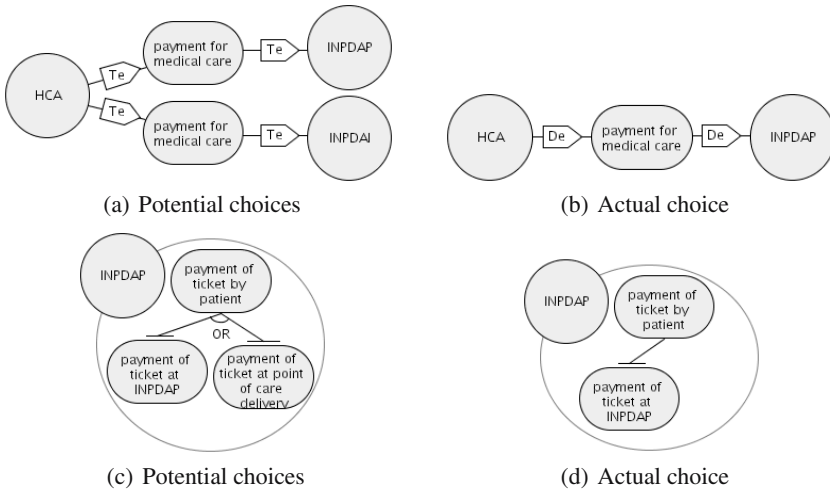 payment for
medical care
Te
Te
INPDAP
HCA
Te
payment for
medical care
Te
INPDAI
HCA
De
payment for
medical care
De
INPDAP
(a) Potential choices
(b) Actual choice
INPDAP
payment of
ticket by
patient
OR
payment of
ticket at
INPDAP
payment of
ticket at point
of care
delivery
INPDAP
payment of
ticket by
patient
payment of
ticket at
INPDAP
(c) Potential choices
(d) Actual choice